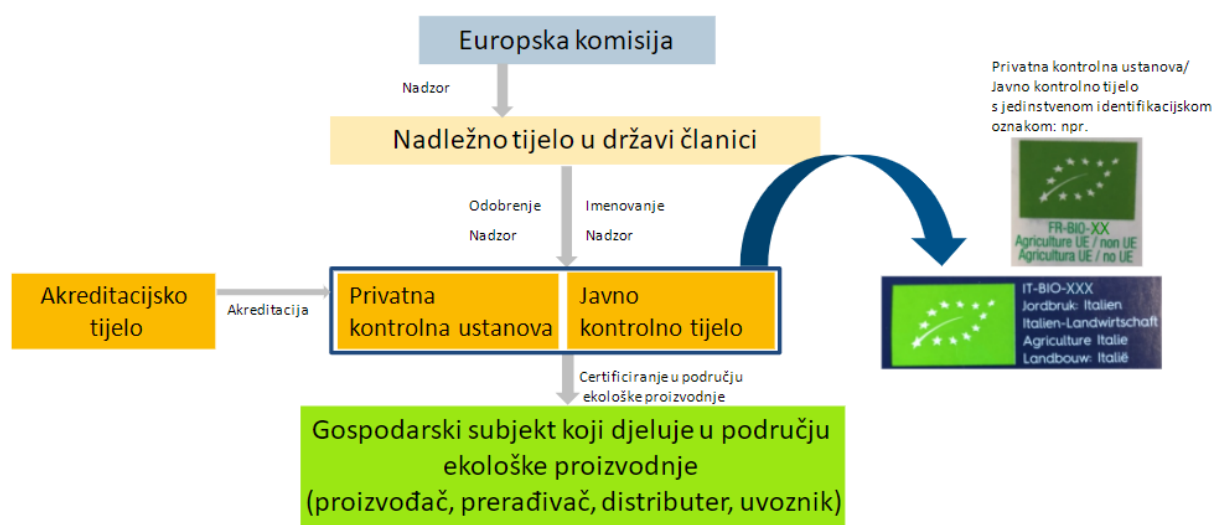 Europska komisija
Nadzor
Nadležno tijelo u državi članici
Privatna kontrolna ustanova/
Javno kontrolno tijelo
s jedinstvenom identifikacijskom
oznakom: npr.
FR-BIO-XX
Agriculture UE / non UE
Agricultura UE / no UE
Odobrenje
Nadzor
Imenovanje
Nadzor
Akreditacijsko
tijelo
Akreditacija
Privatna
kontrolna ustanova
Javno
kontrolno tijelo
IT-BIO-XXX
Jordbruk: Italien
Italien-Landwirtschaft
Agriculture Italie
Landbouw: Italië
Certificiranje u području
ekološke proizvodnje
Gospodarski subjekt koji djeluje u području
ekološke proizvodnje
(proizvođač, prerađivač, distributer, uvoznik)